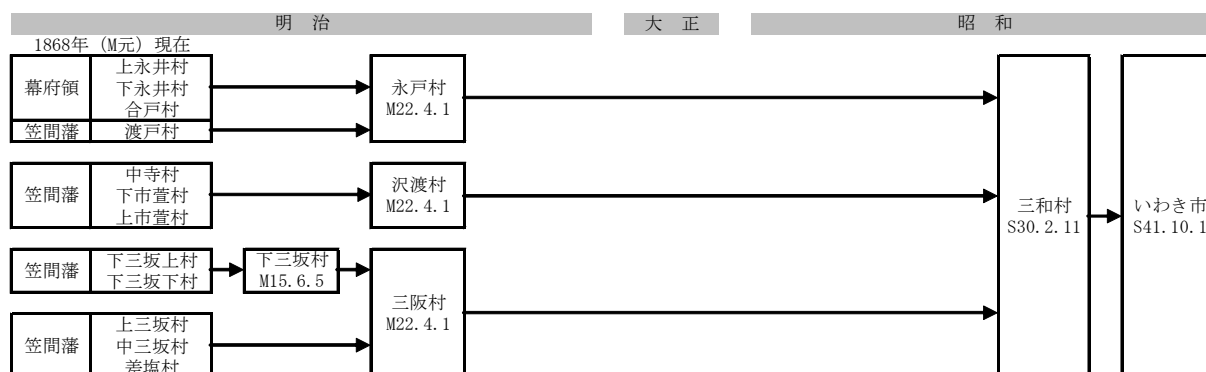 明 治
大 正
昭 和
1868年 (M元) 現在
幕府領
上永井村
下永井村
合戸村
笠間藩
渡戸村
永戸村
M22.4.1
笠間藩
中寺村
下市萱村
上市萱村
沢渡村
M22.4.1
笠間藩
下三坂上村
下三坂下村
下三坂村
M15.6.5
笠間藩
上三坂村
中三坂村
差塩村
三阪村
M22.4.1
三和村
S30.2.11
いわき市
S41.10.1